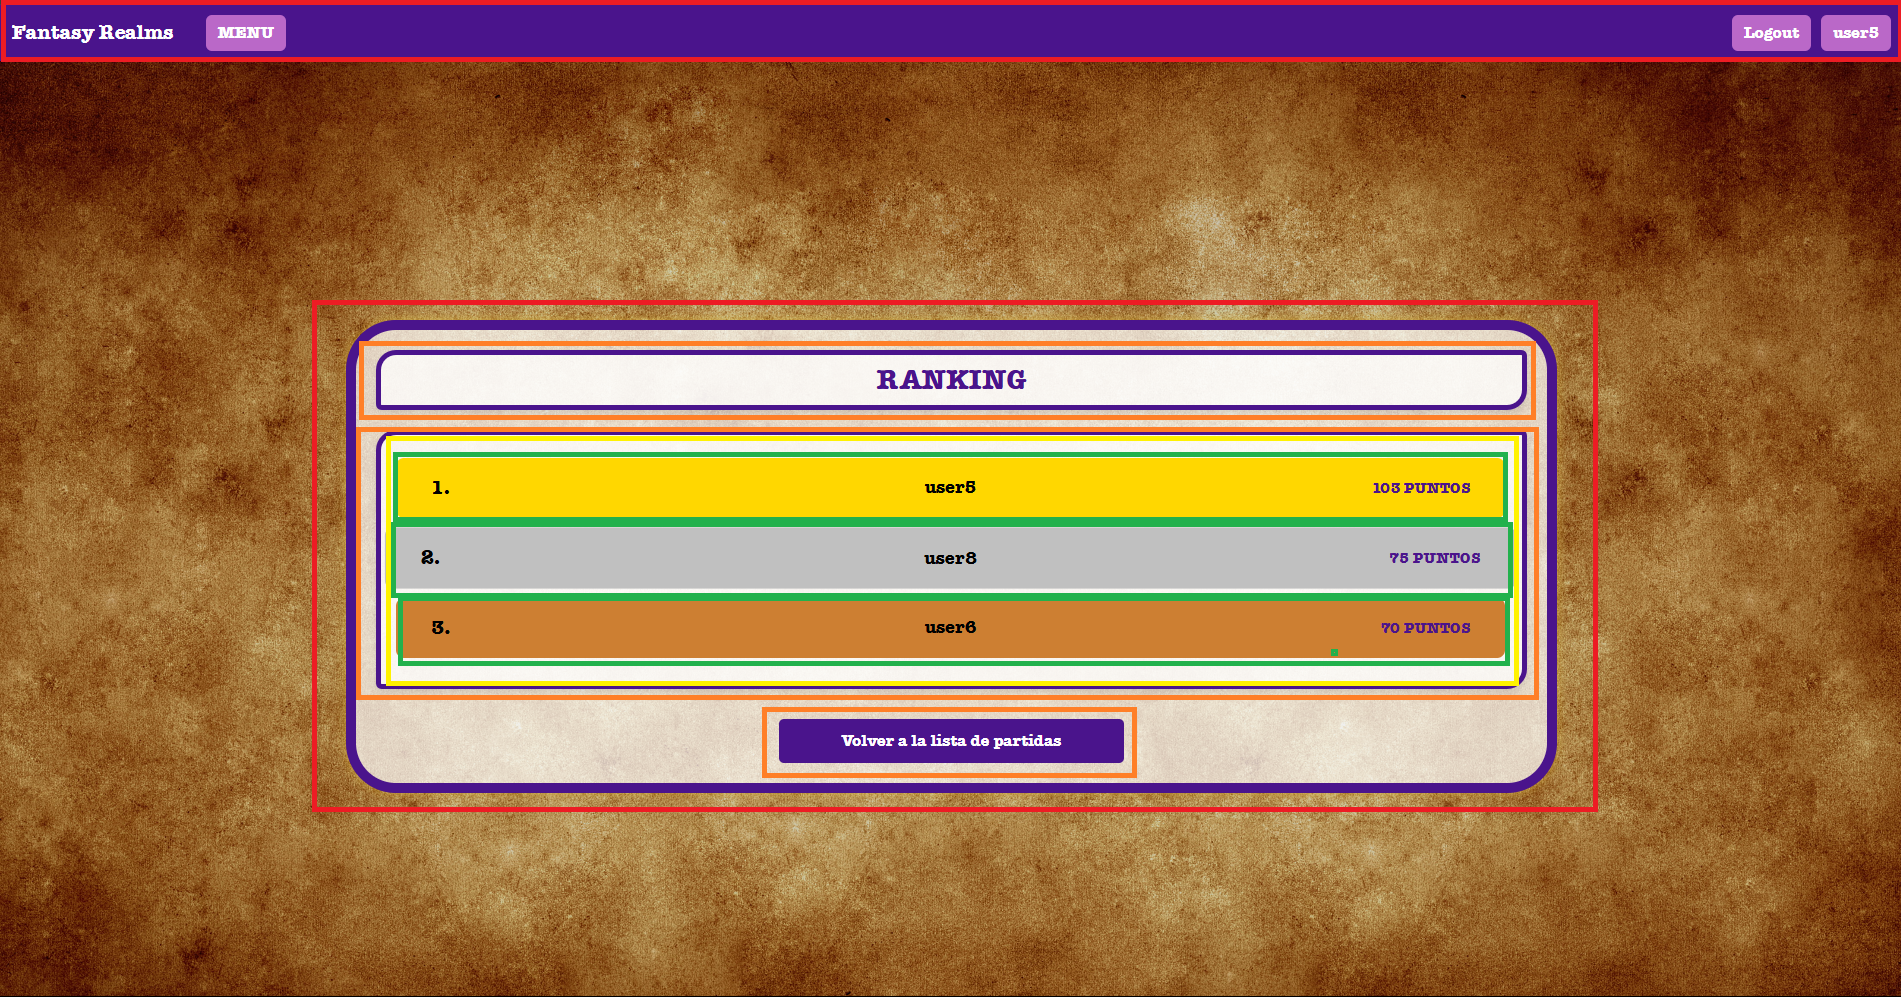 Fantasy Realms MENU Logout user5
RANKING
1. user5 103 PUNTOS
2. user8 75 PUNTOS
3. user6 70 PUNTOS
Volver a la lista de partidas